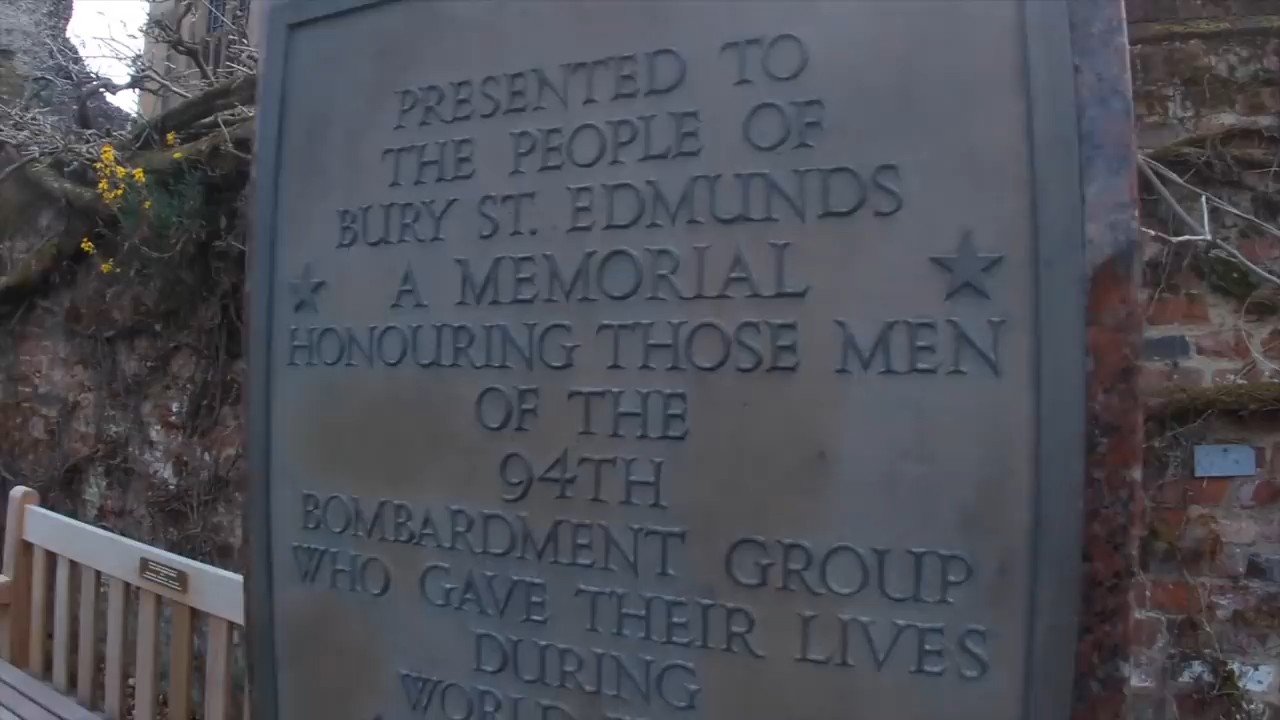 PRESENTED TO
THE PEOPLE OF
BURY ST. EDMUNDS
A MEMORIAL
HONOURING THOSE MEN
OF THE
94TH
BOMBARDMENT GROUP
WHO GAVE THEIR LIVES
DURING
WORLD